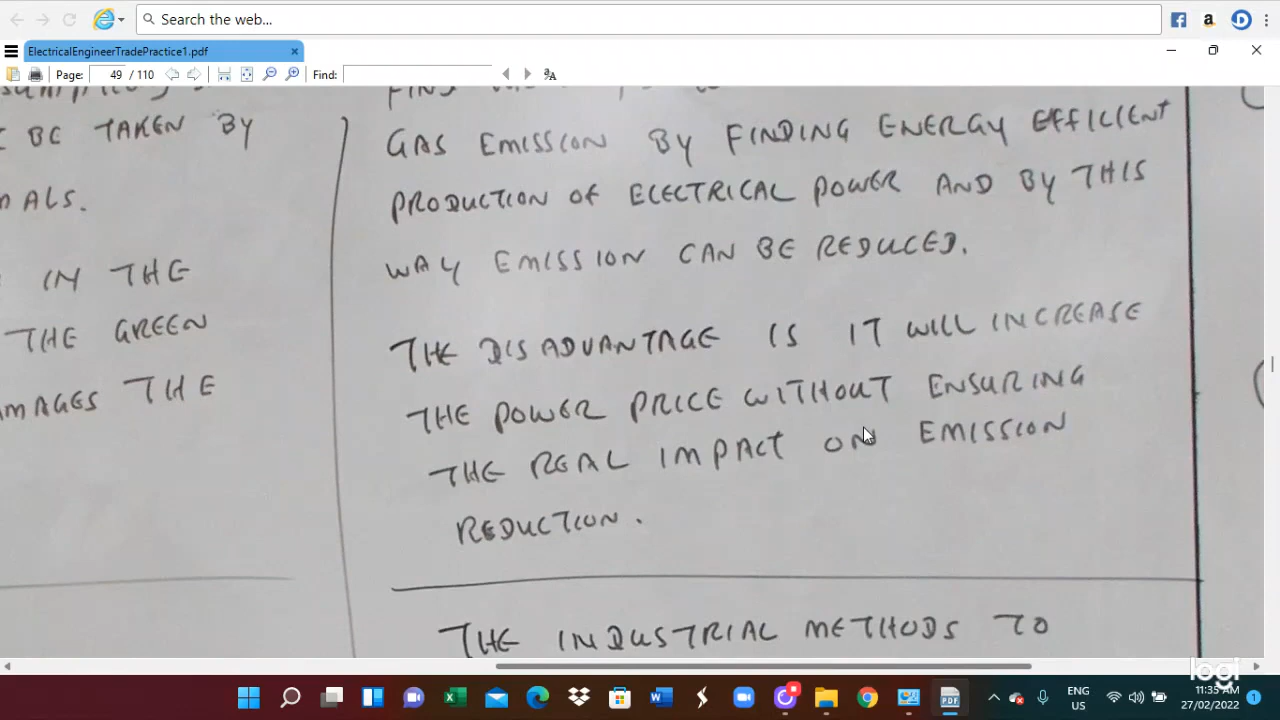 Search the web...
ElectricalEngineerTradePractice1.pdf
Page: 49 / 110 Find:
BE TAKEN BY
ALS.
IN THE
THE GREEN
AMAGES THE
GAS EMISSION BY FINDING ENERGY EFFICIENT
PRODUCTION OF ELECTRICAL POWER AND BY THIS
WAY EMISSION CAN BE REDUCED.
THE DISADVANTAGE IS IT WILL INCREASE
THE POWER PRICE WITHOUT ENSURING
THE REAL IMPACT ON EMISSION
REDUCTION.
THE INDUSTRIAL METHODS TO
ENG
US
11:35 AM
27/02/2022